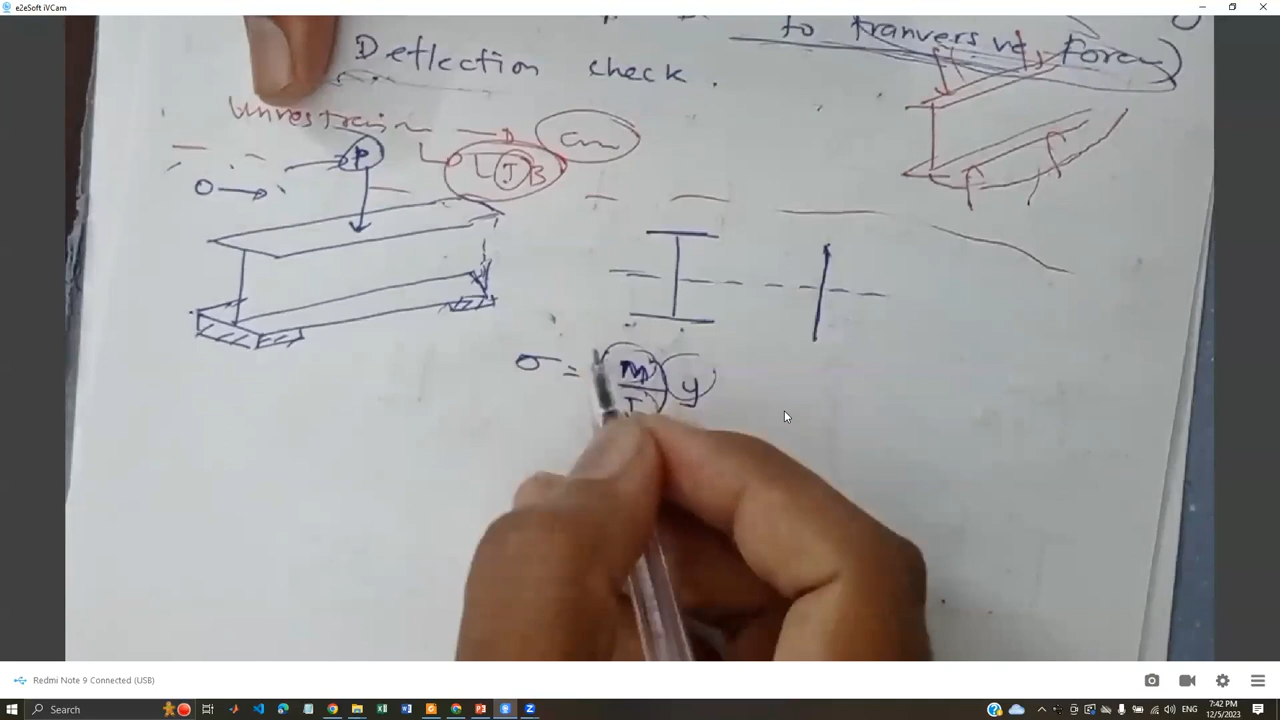 e2eSoft iVCam
to tranvers
Deflection check.
Unrestrain
P
LTB
σ = M/I y
Redmi Note 9 Connected (USB)
Search
ENG
7:42 PM
12/5/2023